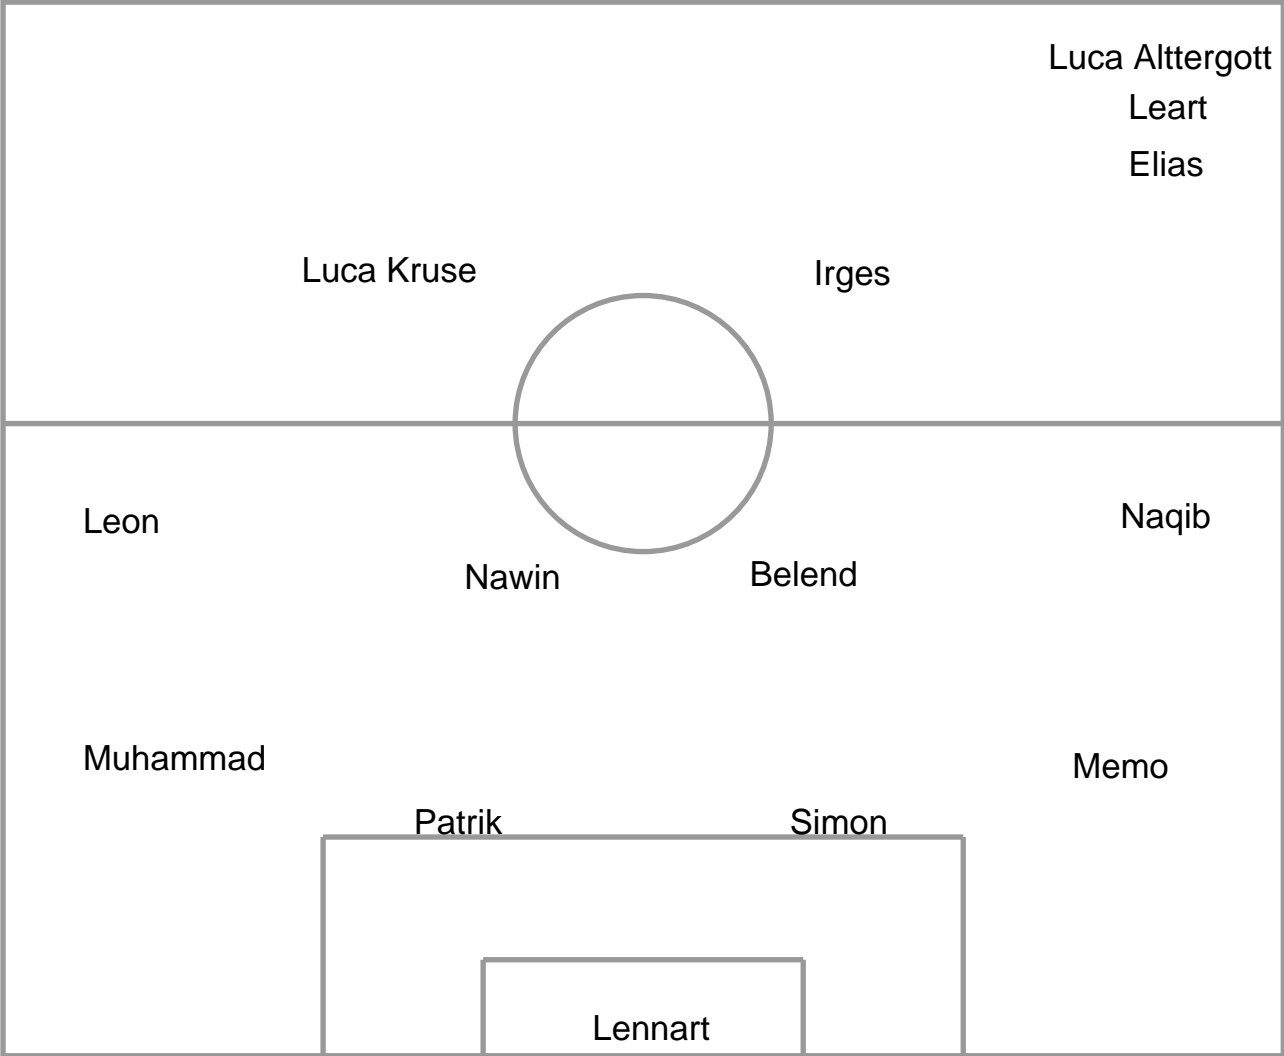 Luca Alttergott
Leart
Elias
Luca Kruse
Irges
Leon
Naqib
Nawin
Belend
Muhammad
Memo
Patrik
Simon
Lennart